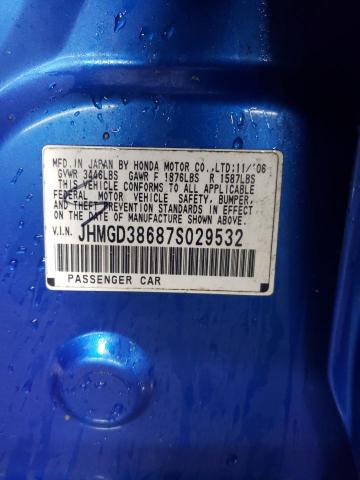 MFD. IN JAPAN BY HONDA MOTOR CO.,LTD:11/'06
GVWR 3446LBS GAWR F 1876LBS R 1587LBS
THIS VEHICLE CONFORMS TO ALL APPLICABLE
FEDERAL MOTOR VEHICLE SAFETY, BUMPER,
AND THEFT PREVENTION STANDARDS IN EFFECT
ON THE DATE OF MANUFACTURE SHOWN ABOVE.
V.I.N. JHMGD38687S029532
PASSENGER CAR